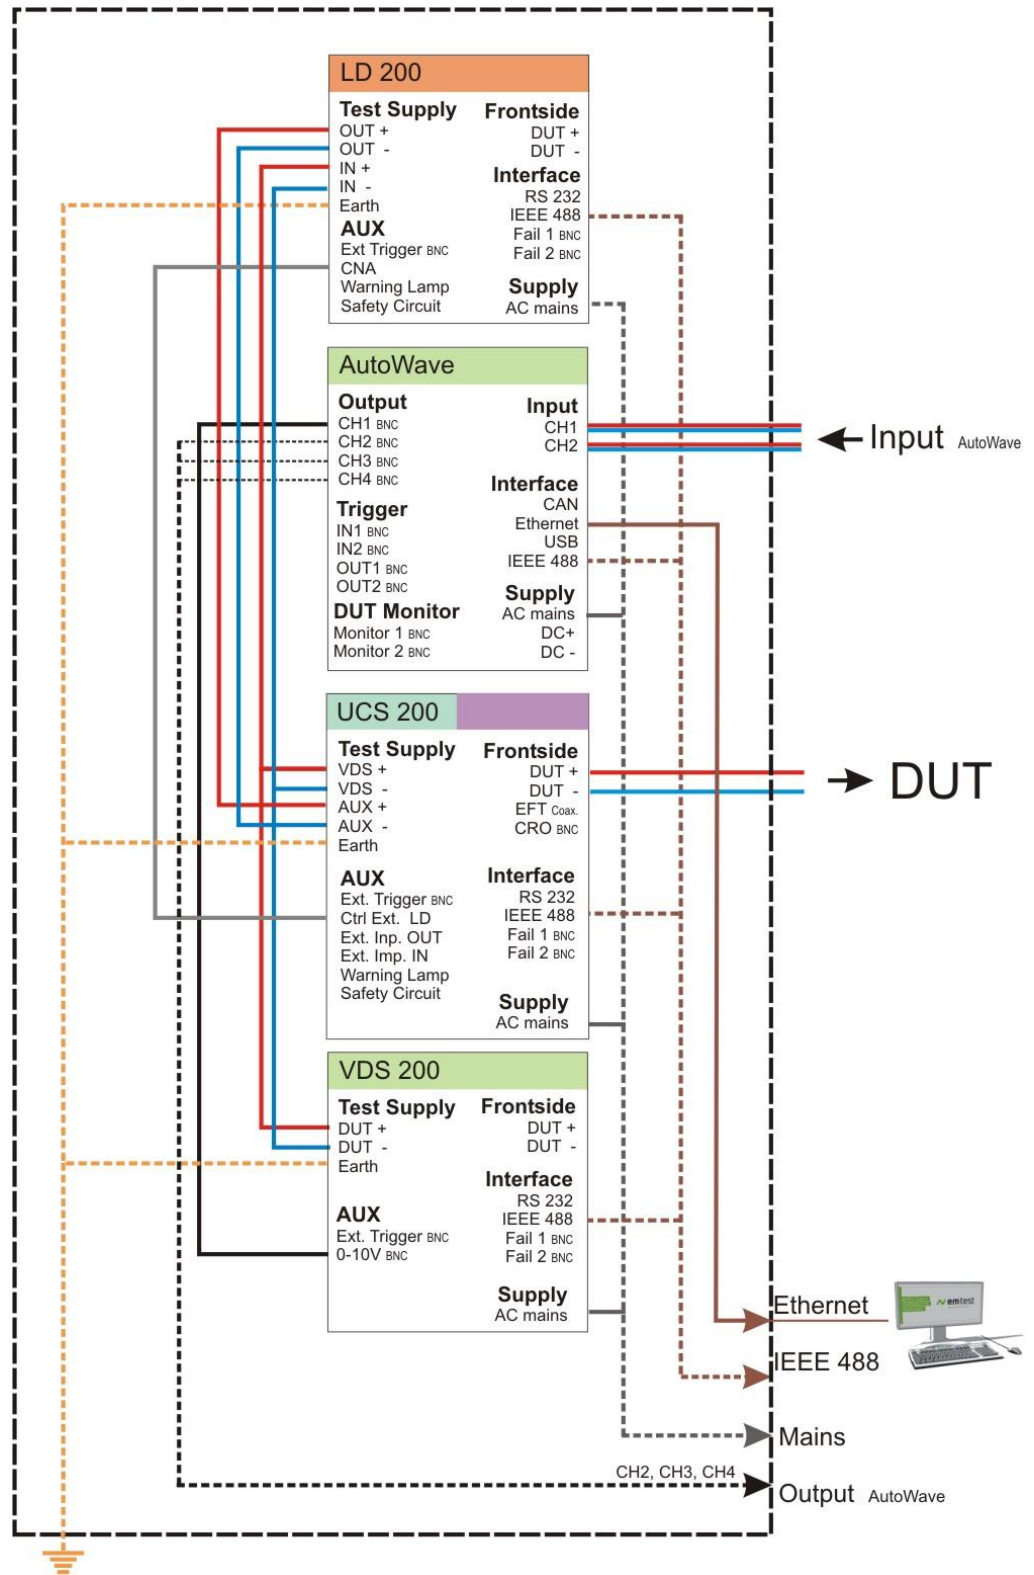 LD 200
Test Supply
OUT +
OUT -
IN +
IN -
Earth
AUX
Ext Trigger BNC
CNA
Warning Lamp
Safety Circuit
Frontside
DUT +
DUT -
Interface
RS 232
IEEE 488
Fail 1 BNC
Fail 2 BNC
Supply
AC mains
AutoWave
Output
CH1 BNC
CH2 BNC
CH3 BNC
CH4 BNC
Trigger
IN1 BNC
IN2 BNC
OUT1 BNC
OUT2 BNC
DUT Monitor
Monitor 1 BNC
Monitor 2 BNC
Input
CH1
CH2
Interface
CAN
Ethernet
USB
IEEE 488
Supply
AC mains
DC+
DC -
Input AutoWave
UCS 200
Test Supply
VDS +
VDS -
AUX +
AUX -
Earth
AUX
Ext. Trigger BNC
Ctrl Ext. LD
Ext. Inp. OUT
Ext. Imp. IN
Warning Lamp
Safety Circuit
Frontside
DUT +
DUT -
EFT Coax.
CRO BNC
Interface
RS 232
IEEE 488
Fail 1 BNC
Fail 2 BNC
Supply
AC mains
DUT
VDS 200
Test Supply
DUT +
DUT -
Earth
AUX
Ext. Trigger BNC
0-10V BNC
Frontside
DUT +
DUT -
Interface
RS 232
IEEE 488
Fail 1 BNC
Fail 2 BNC
Supply
AC mains
Ethernet
emtest
IEEE 488
Mains
CH2, CH3, CH4
Output AutoWave